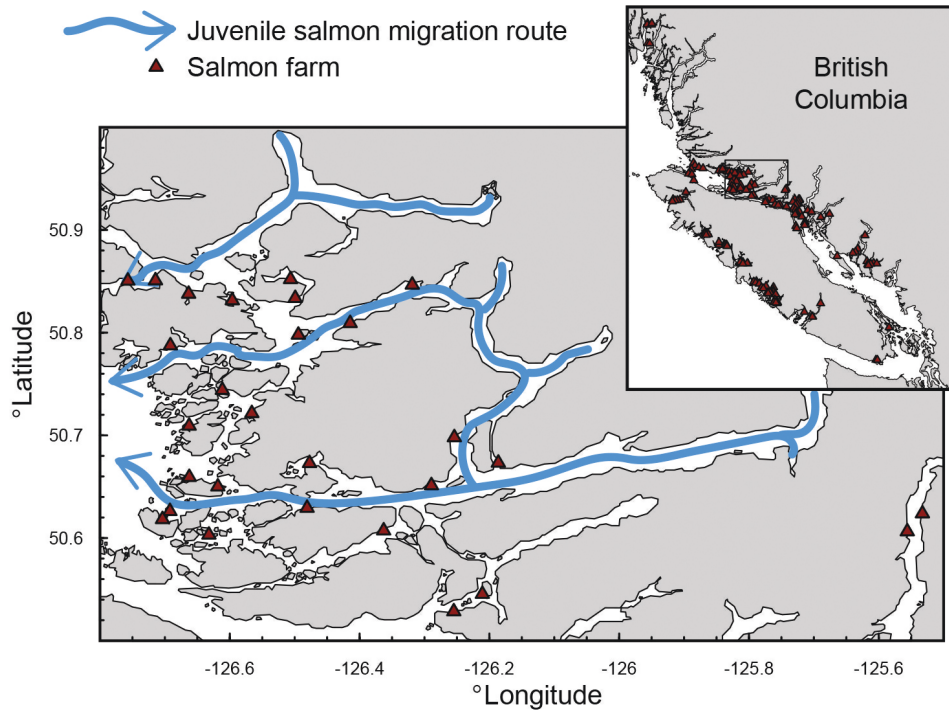 Juvenile salmon migration route
Salmon farm
British
Columbia
50.9
50.8
50.7
50.6
°Latitude
-126.6
-126.4
-126.2
-126
-125.8
-125.6
°Longitude